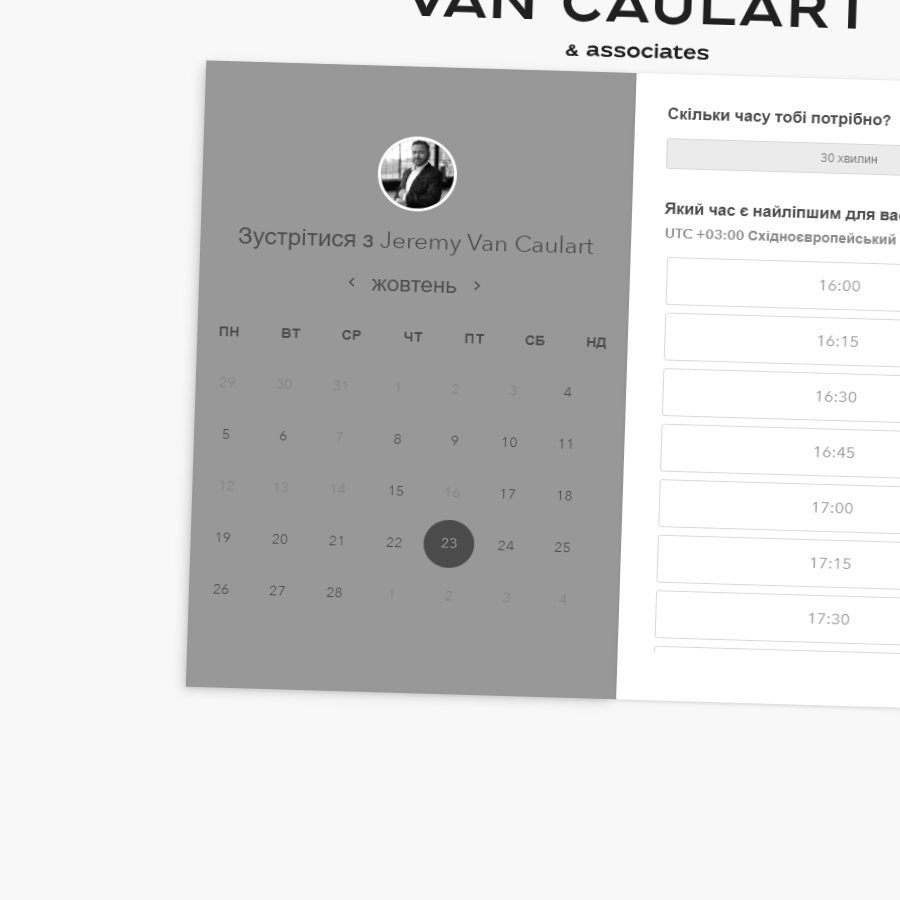 VAN CAULART
& associates
Зустрітися з Jeremy Van Caulart
жовтень
ПН ВТ СР ЧТ ПТ СБ НД
29 30 31 1 2 3 4
5 6 7 8 9 10 11
12 13 14 15 16 17 18
19 20 21 22 23 24 25
26 27 28 1 2 3 4
Скільки часу тобі потрібно?
30 хвилин
Який час є найліпшим для
UTC +03:00 Східноєвропейський
16:00
16:15
16:30
16:45
17:00
17:15
17:30